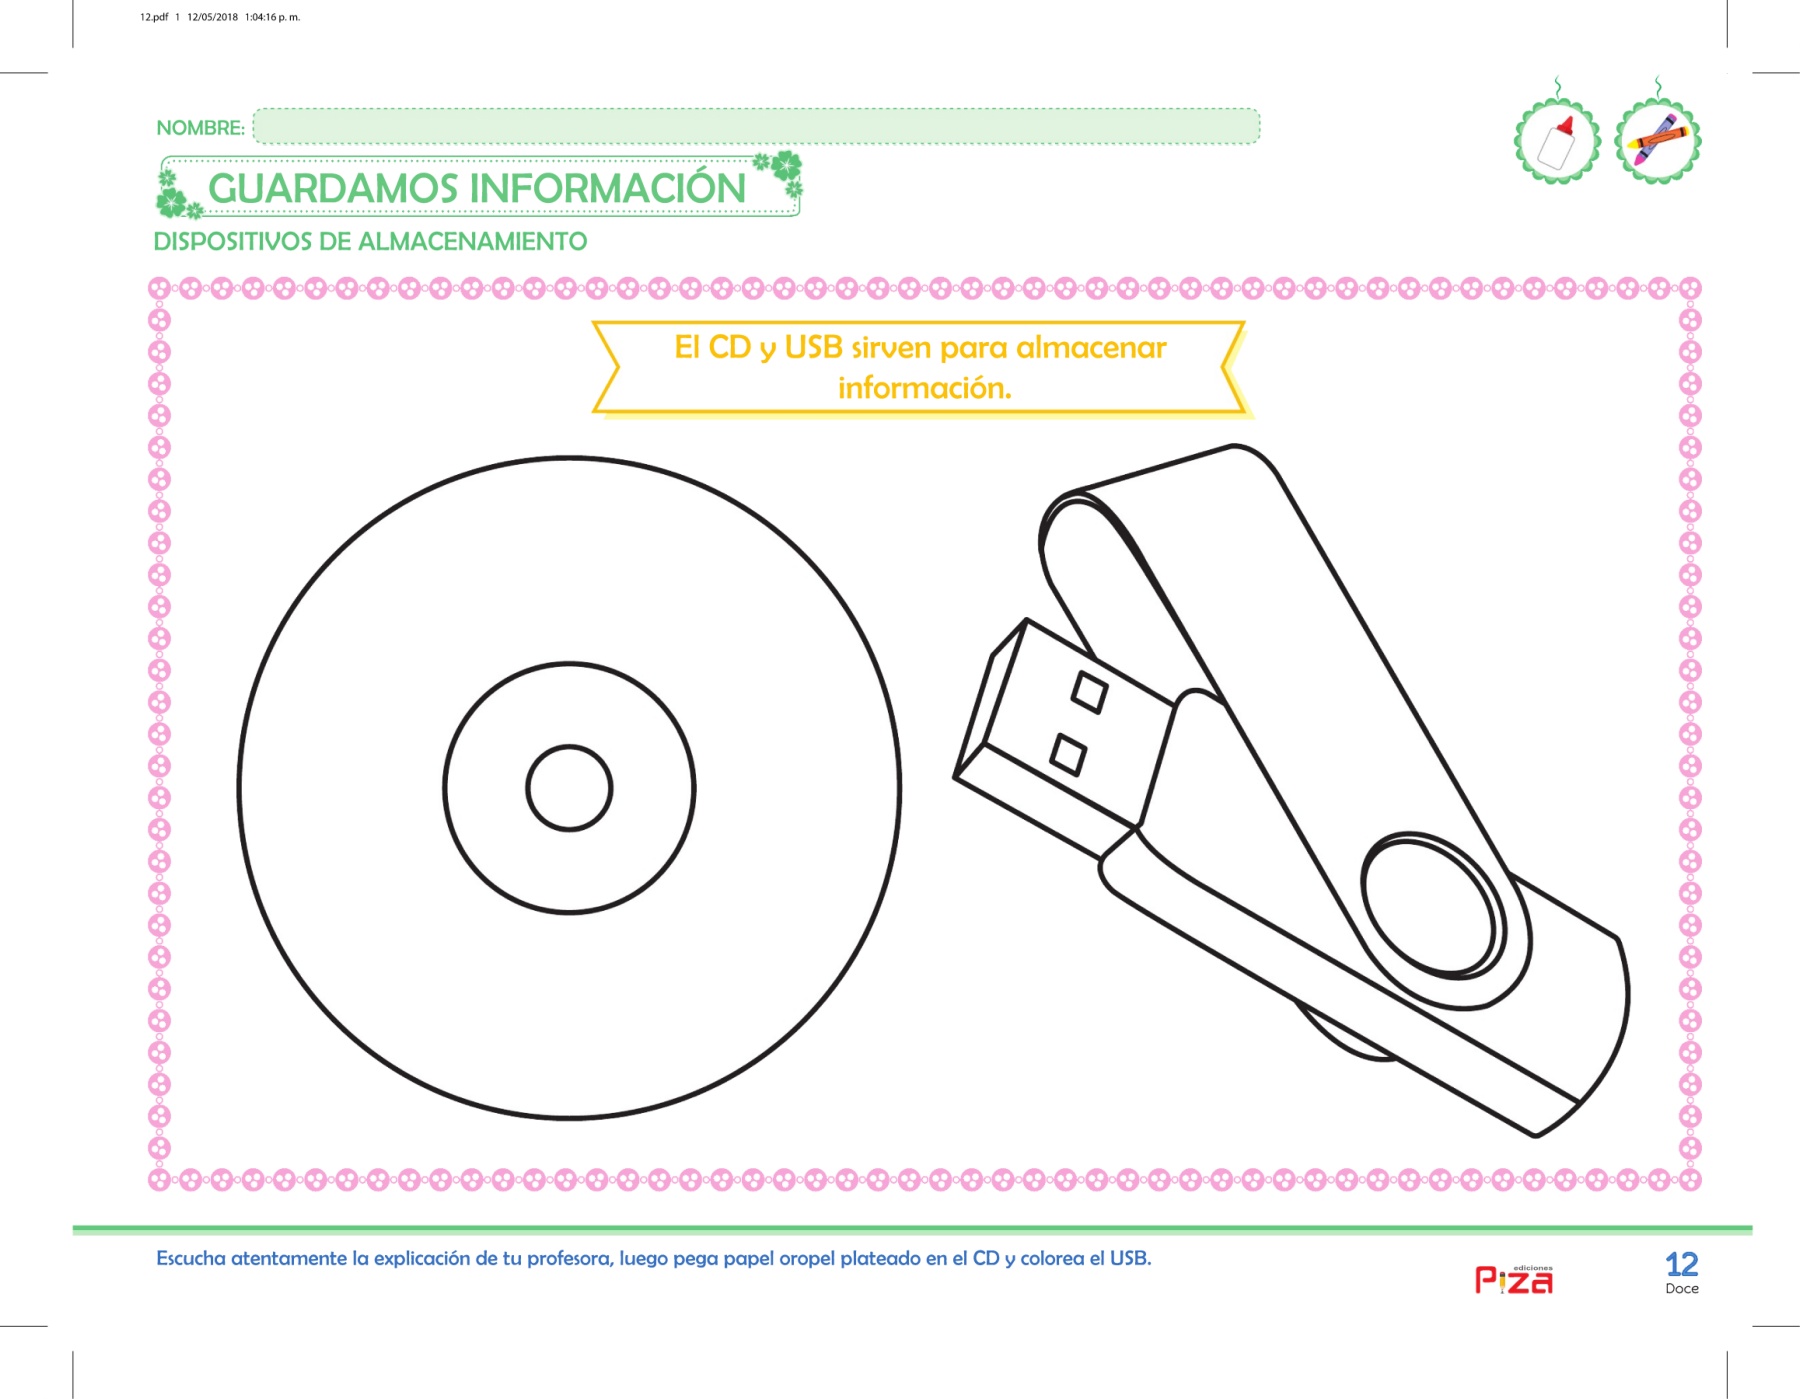 12.pdf 1 12/05/2018 1:04:16 p. m.
NOMBRE:
GUARDAMOS INFORMACIÓN
DISPOSITIVOS DE ALMACENAMIENTO
El CD y USB sirven para almacenar
información.
Escucha atentamente la explicación de tu profesora, luego pega papel oropel plateado en el CD y colorea el USB.
ediciones
Piza
12
Doce